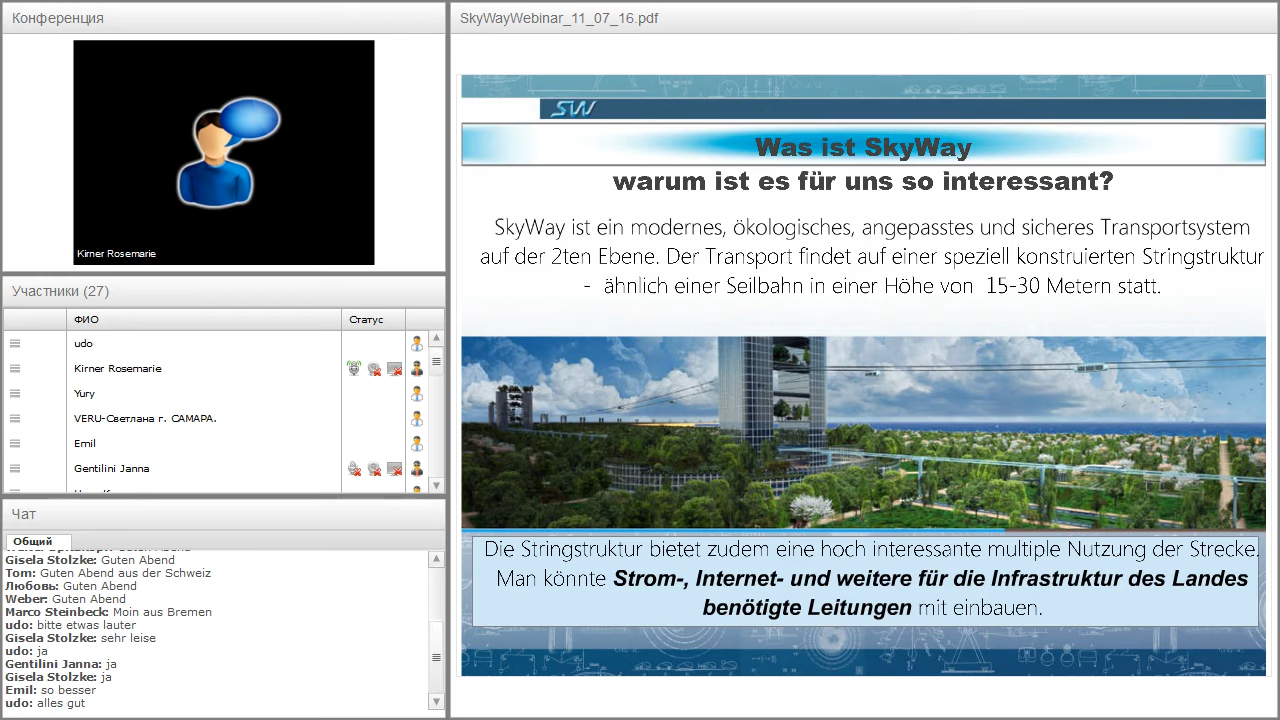 Конференция
Kirner Rosemarie
Участники (27)
ФИО
Статус
udo
Kirner Rosemarie
Yury
VERU-Светлана г. САМАРА.
Emil
Gentilini Janna
Чат
Общий
Guten Abend
Gisela Stolzke: Guten Abend
Tom: Guten Abend aus der Schweiz
Любовь: Guten Abend
Weber: Guten Abend
Marco Steinbeck: Moin aus Bremen
udo: bitte etwas lauter
Gisela Stolzke: sehr leise
udo: ja
Gentilini Janna: ja
Gisela Stolzke: ja
Emil: so besser
udo: alles gut
SkyWayWebinar_11_07_16.pdf
SW
Was ist SkyWay
warum ist es für uns so interessant?
SkyWay ist ein modernes, ökologisches, angepasstes und sicheres Transportsystem
auf der 2ten Ebene. Der Transport findet auf einer speziell konstruierten Stringstruktur
- ähnlich einer Seilbahn in einer Höhe von 15-30 Metern statt.
Die Stringstruktur bietet zudem eine hoch interessante multiple Nutzung der Strecke.
Man könnte Strom-, Internet- und weitere für die Infrastruktur des Landes
benötigte Leitungen mit einbauen.